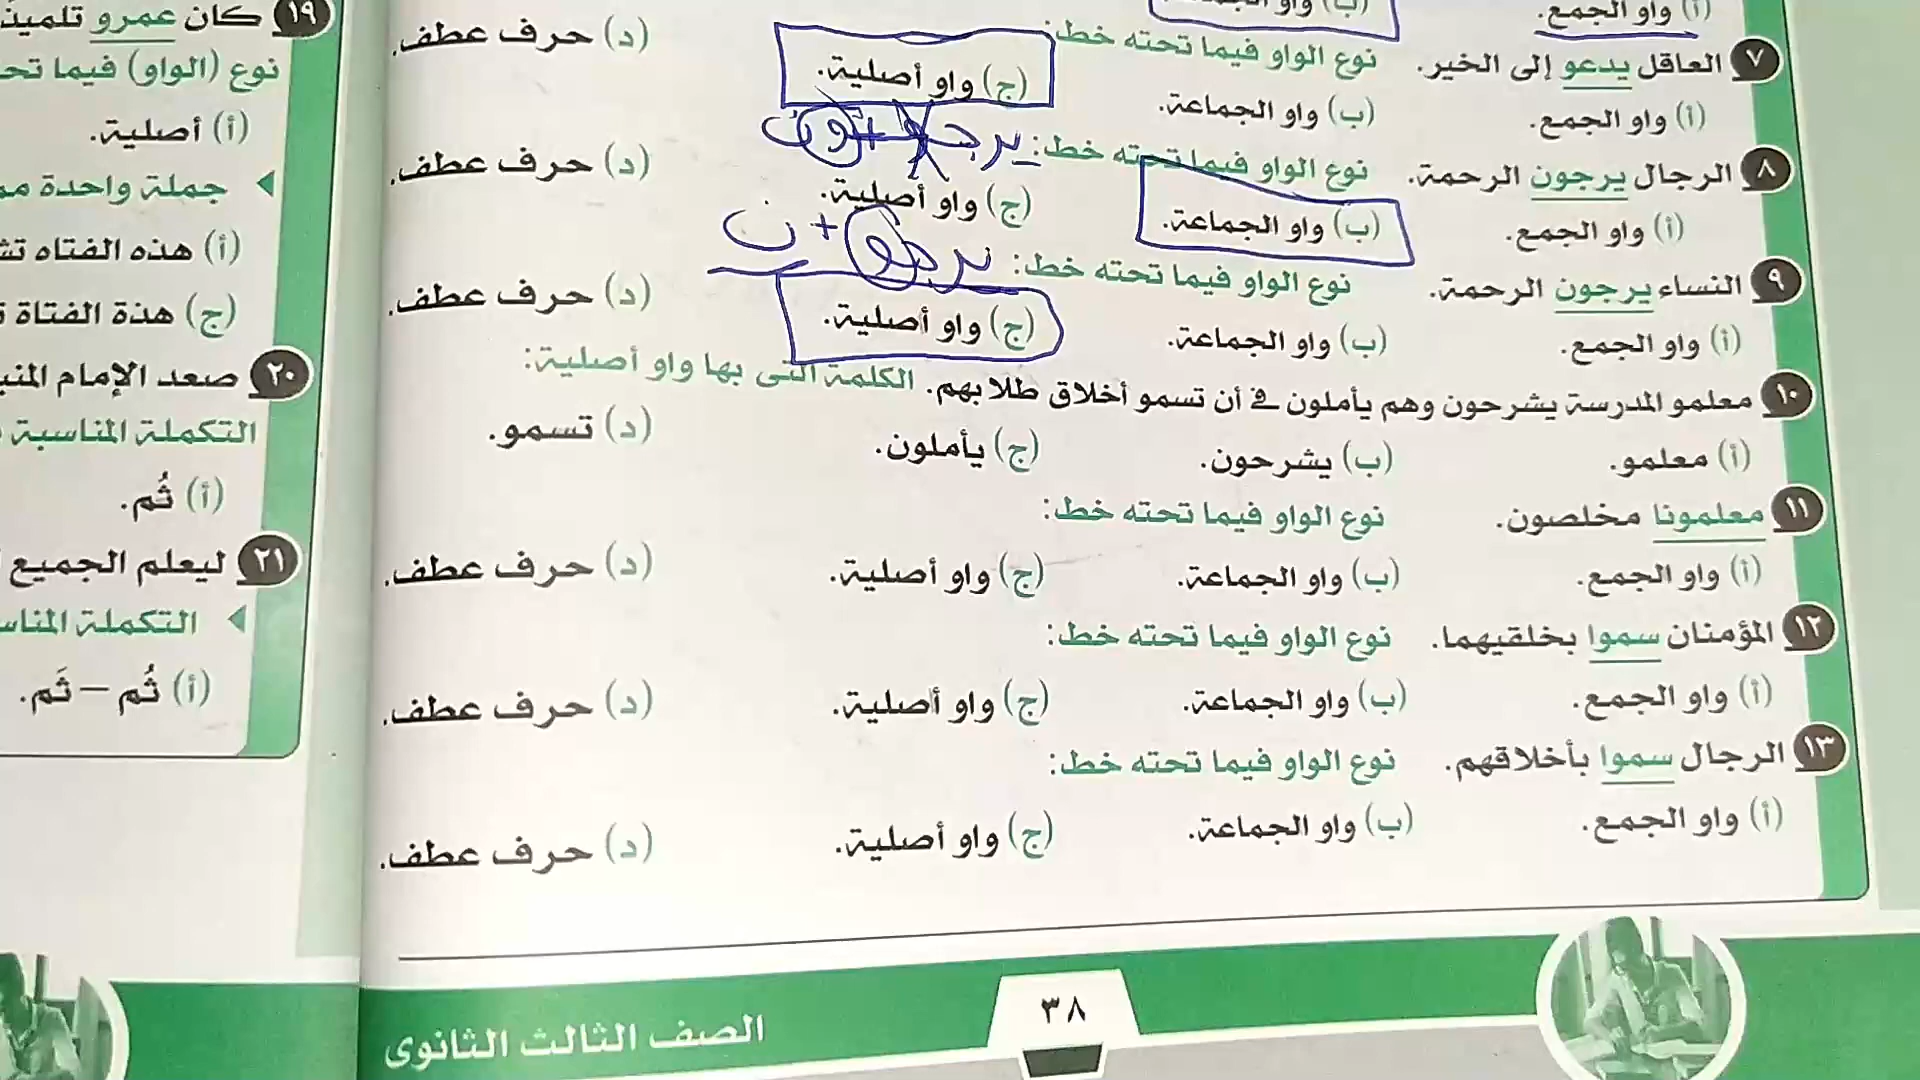 (أ) واو الجمع.
٧ العاقل يدعو إلى الخير. نوع الواو فيما تحته خط:
(أ) واو الجمع. (ب) واو الجماعة. (ج) واو أصلية. (د) حرف عطف.
٨ الرجال يرجون الرحمة. نوع الواو فيما تحته خط:
(أ) واو الجمع. (ب) واو الجماعة. (ج) واو أصلية. (د) حرف عطف.
يرجو + ن
٩ النساء يرجون الرحمة. نوع الواو فيما تحته خط:
(أ) واو الجمع. (ب) واو الجماعة. (ج) واو أصلية. (د) حرف عطف.
١٠ معلمو المدرسة يشرحون وهم يأملون في أن تسمو أخلاق طلابهم. الكلمة التى بها واو أصلية:
(أ) معلمو. (ب) يشرحون. (ج) يأملون. (د) تسمو.
١١ معلمونا مخلصون. نوع الواو فيما تحته خط:
(أ) واو الجمع. (ب) واو الجماعة. (ج) واو أصلية. (د) حرف عطف.
١٢ المؤمنان سموا بخلقيهما. نوع الواو فيما تحته خط:
(أ) واو الجمع. (ب) واو الجماعة. (ج) واو أصلية. (د) حرف عطف.
١٣ الرجال سموا بأخلاقهم. نوع الواو فيما تحته خط:
(أ) واو الجمع. (ب) واو الجماعة. (ج) واو أصلية. (د) حرف عطف.
٣٨
الصف الثالث الثانوى
١٩ كان عمرو
نوع (الواو) فيما
(أ) أصلية.
جملة واحدة
(أ) هذه الفتاه
(ج) هذة الفتاة
٢٠ صعد الإمام
التكملة المناسبة
(أ) ثُم.
٢١ ليعلم الجميع
التكملة
(أ) ثُم – ثَم.